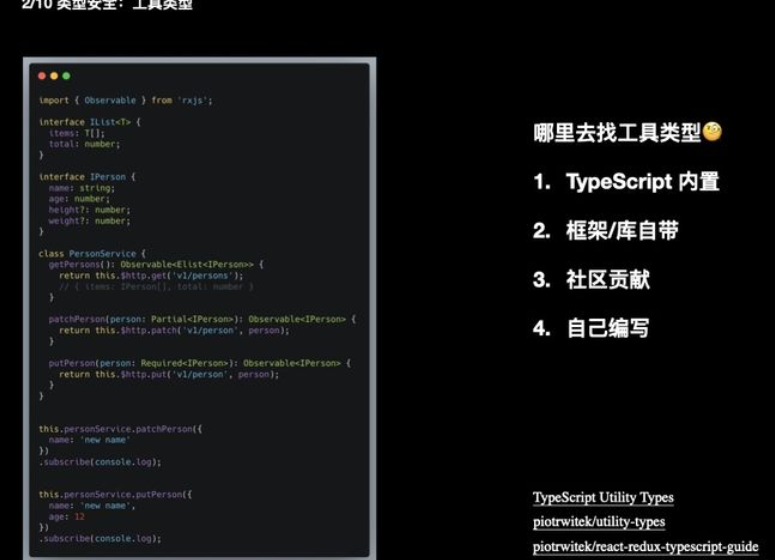 2/10 类型安全：工具类型
import { Observable } from 'rxjs';
interface IList<T> {
items: T[];
total: number;
}
interface IPerson {
name: string;
age: number;
height?: number;
weight?: number;
}
class PersonService {
getPersons(): Observable<Elist<IPerson>> {
return this.$http.get('v1/persons');
// { items: IPerson[], total: number }
}
patchPerson(person: Partial<IPerson>): Observable<IPerson> {
return this.$http.patch('v1/person', person);
}
putPerson(person: Required<IPerson>): Observable<IPerson> {
return this.$http.put('v1/person', person);
}
}
this.personService.patchPerson({
name: 'new name'
})
.subscribe(console.log);
this.personService.putPerson({
name: 'new name',
age: 12
})
.subscribe(console.log);
哪里去找工具类型🧐
1. TypeScript 内置
2. 框架/库自带
3. 社区贡献
4. 自己编写
TypeScript Utility Types
piotrwitek/utility-types
piotrwitek/react-redux-typescript-guide